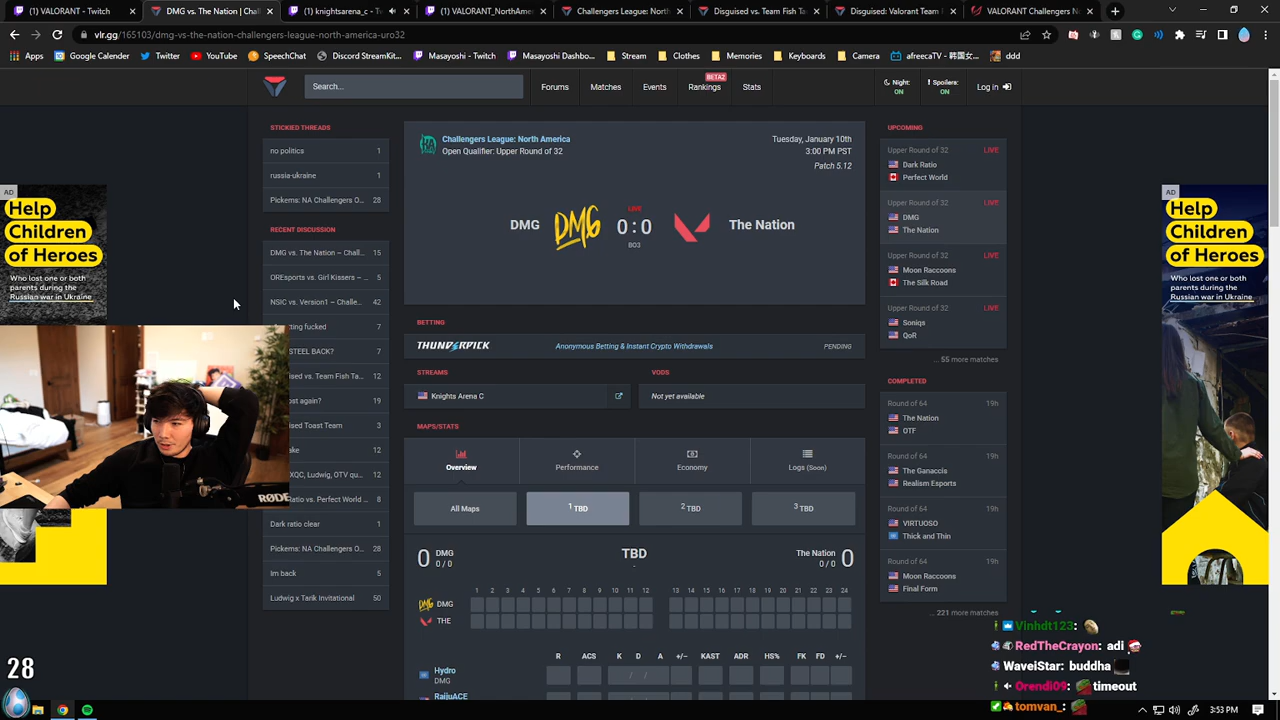 (1) VALORANT - Twitch
DMG vs. The Nation | Chall
knightsarena_c - Tw
(1) VALORANT_NorthAme
Challengers League: North
Disguised vs. Team Fish Ta
Disguised: Valorant Team
VALORANT Challengers N
vlr.gg/165103/dmg-vs-the-nation-challengers-league-north-america-uro32
Apps
Google Calendar
Twitter
YouTube
SpeechChat
Discord StreamKit...
Masayoshi - Twitch
Masayoshi Dashbo...
Stream
Clothes
Memories
Keyboards
Camera
ddd
Search...
Forums
Matches
Events
BETA2
Rankings
Stats
Night:
ON
Spoilers:
ON
Log in
STICKIED THREADS
no politics 1
russia-ukraine 1
Pickems: NA Challengers O... 28
RECENT DISCUSSION
DMG vs. The Nation – Chall... 15
OREsports vs. Girl Kissers – ... 5
NSIC vs. Version1 – Challe... 42
ting fucked 7
STEEL BACK? 7
ised vs. Team Fish Ta... 12
ost again? 19
ised Toast Team 3
ake 12
XQC, Ludwig, OTV qu... 12
Ratio vs. Perfect World ... 8
Dark ratio clear 1
Pickems: NA Challengers O... 28
Im back 5
Ludwig x Tarik Invitational 50
Challengers League: North America
Open Qualifier: Upper Round of 32
Tuesday, January 10th
3:00 PM PST
Patch 5.12
DMG
DMG
LIVE
0:0
BO3
The Nation
BETTING
THUNDERPICK
Anonymous Betting & Instant Crypto Withdrawals
PENDING
STREAMS
Knights Arena C
VODS
Not yet available
MAPS/STATS
Overview
Performance
Economy
Logs (Soon)
All Maps
1 TBD
2 TBD
3 TBD
0 DMG
0 / 0
TBD
-
The Nation 0
0 / 0
1 2 3 4 5 6 7 8 9 10 11 12 13 14 15 16 17 18 19 20 21 22 23 24
DMG DMG
THE
R ACS K D A +/– KAST ADR HS% FK FD +/–
Hydro
DMG
/ /
RaijuACE
UPCOMING
Upper Round of 32 LIVE
Dark Ratio
Perfect World
Upper Round of 32 LIVE
DMG
The Nation
Upper Round of 32 LIVE
Moon Raccoons
The Silk Road
Upper Round of 32 LIVE
Soniqs
QoR
... 55 more matches
COMPLETED
Round of 64 19h
The Nation
OTF
Round of 64 19h
The Ganaccis
Realism Esports
Round of 64 19h
VIRTUOSO
Thick and Thin
Round of 64 19h
Moon Raccoons
Final Form
... 221 more matches
AD
Help
Children
of Heroes
Who lost one or both
parents during the
Russian war in Ukraine
AD
Help
Children
of Heroes
Who lost one or both
parents during the
Russian war in Ukraine
RØDE
28
Vinhdt123:
RedTheCrayon: adi
WaveiStar: buddha
Orendi09: timeout
tomvan_:
3:53 PM